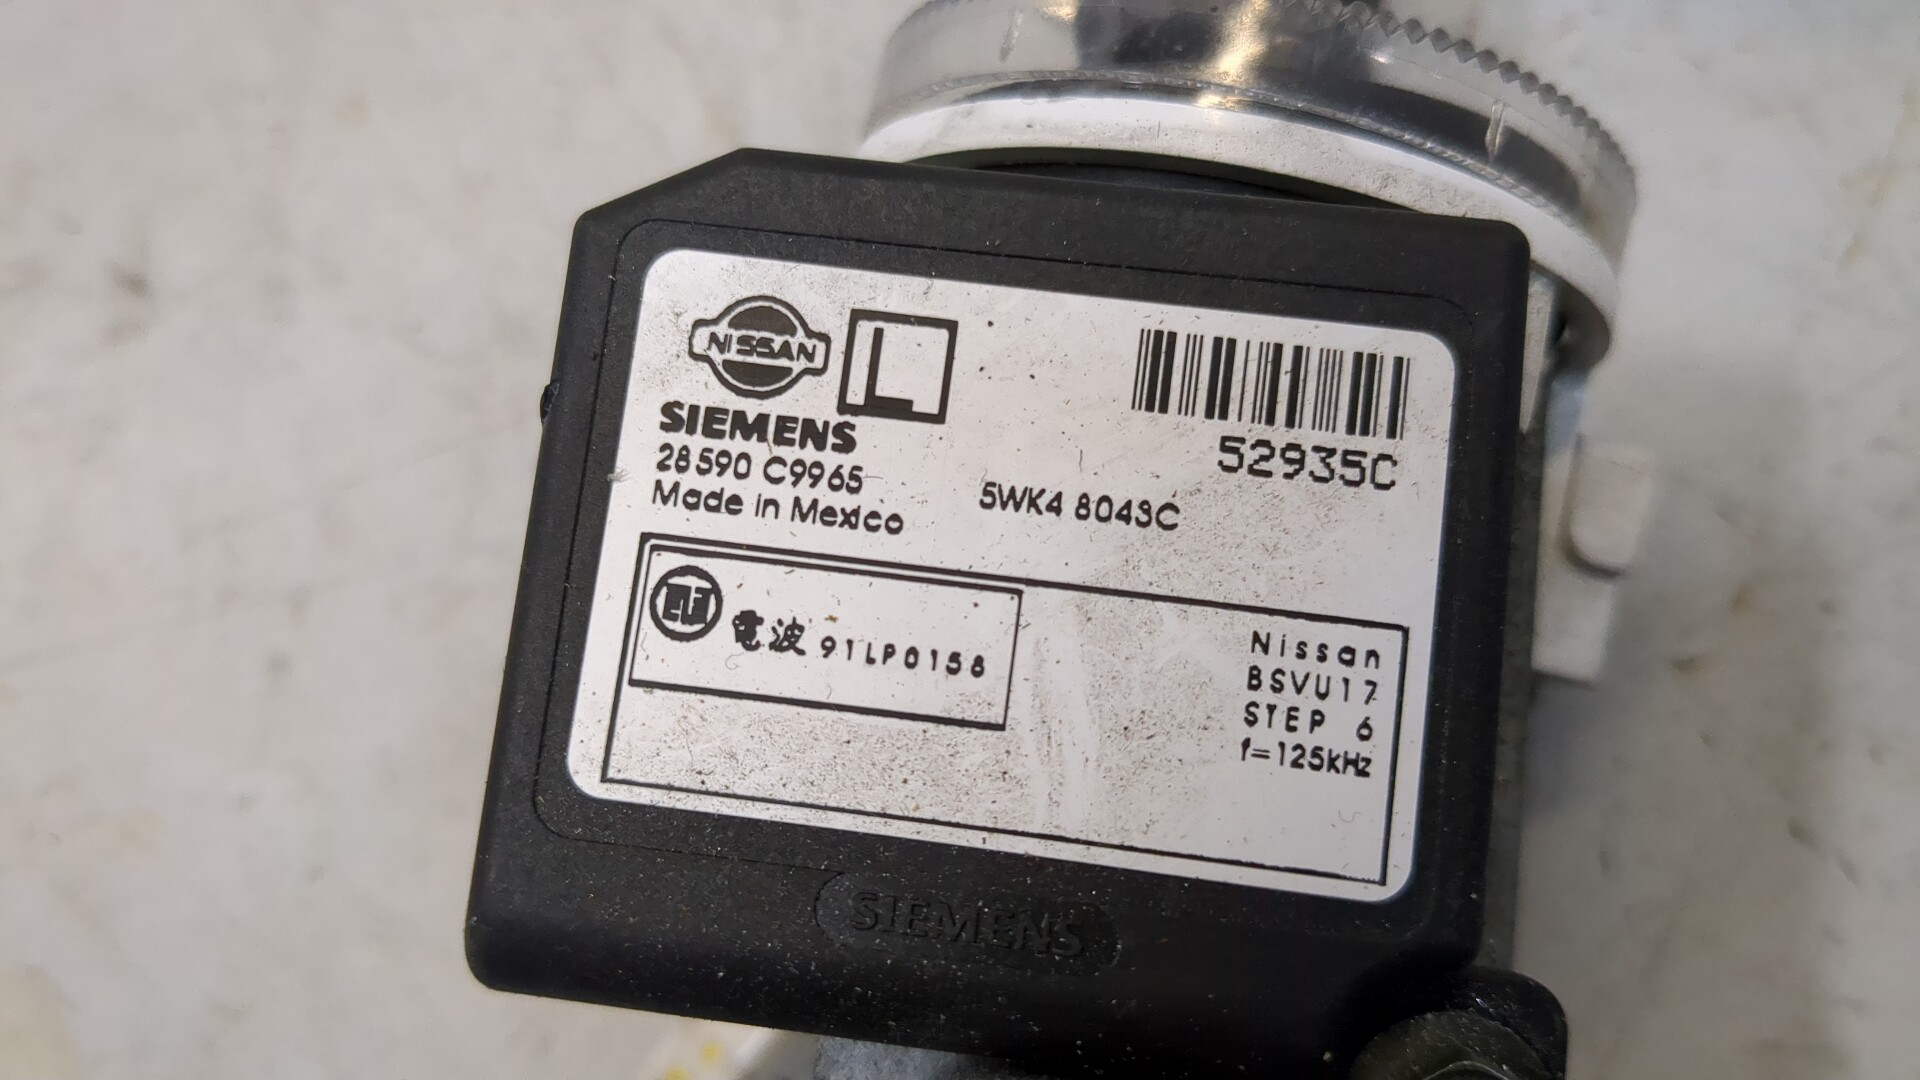 NISSAN
L
SIEMENS
28590 C9965
Made in Mexico
52935C
5WK4 8043C
電波 91LP0158
Nissan
BSVU17
STEP 6
f=125kHz
SIEMENS